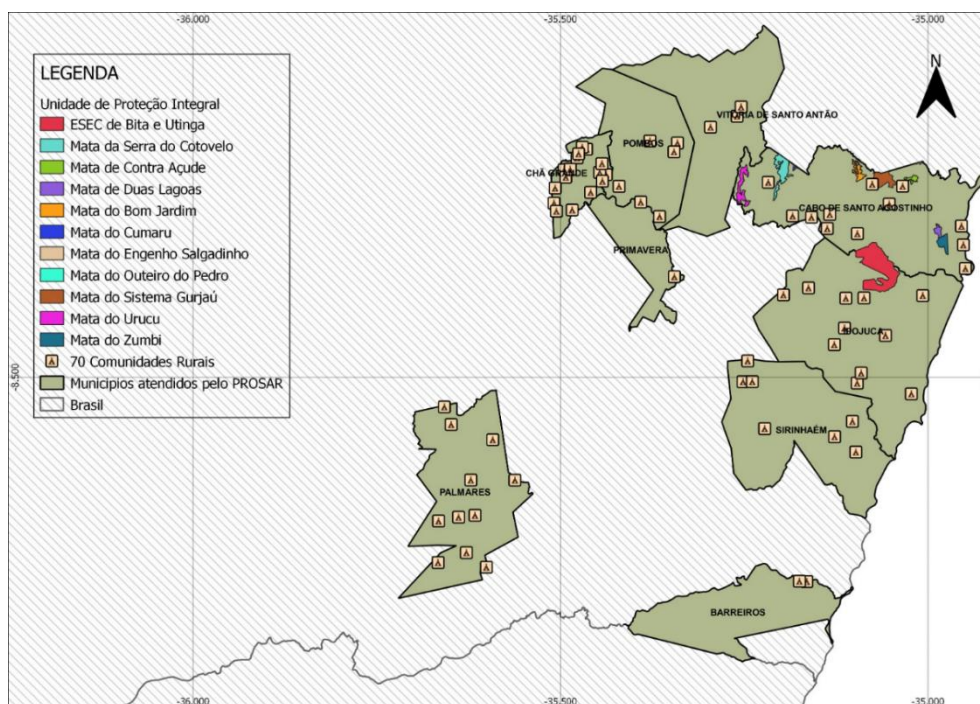 -36.000
-35.500
-35.000
N
LEGENDA
Unidade de Proteção Integral
ESEC de Bita e Utinga
Mata da Serra do Cotovelo
Mata de Contra Açude
Mata de Duas Lagoas
Mata do Bom Jardim
Mata do Cumaru
Mata do Engenho Salgadinho
Mata do Outeiro do Pedro
Mata do Sistema Gurjaú
Mata do Urucu
Mata do Zumbi
70 Comunidades Rurais
Municipios atendidos pelo PROSAR
Brasil
VITÓRIA DE SANTO ANTÃO
POMBOS
CHÃ GRANDE
CABO DE SANTO AGOSTINHO
PRIMAVERA
IPOJUCA
-8.500
SIRINHAÉM
PALMARES
BARREIROS
-36.000
-35.500
-35.000